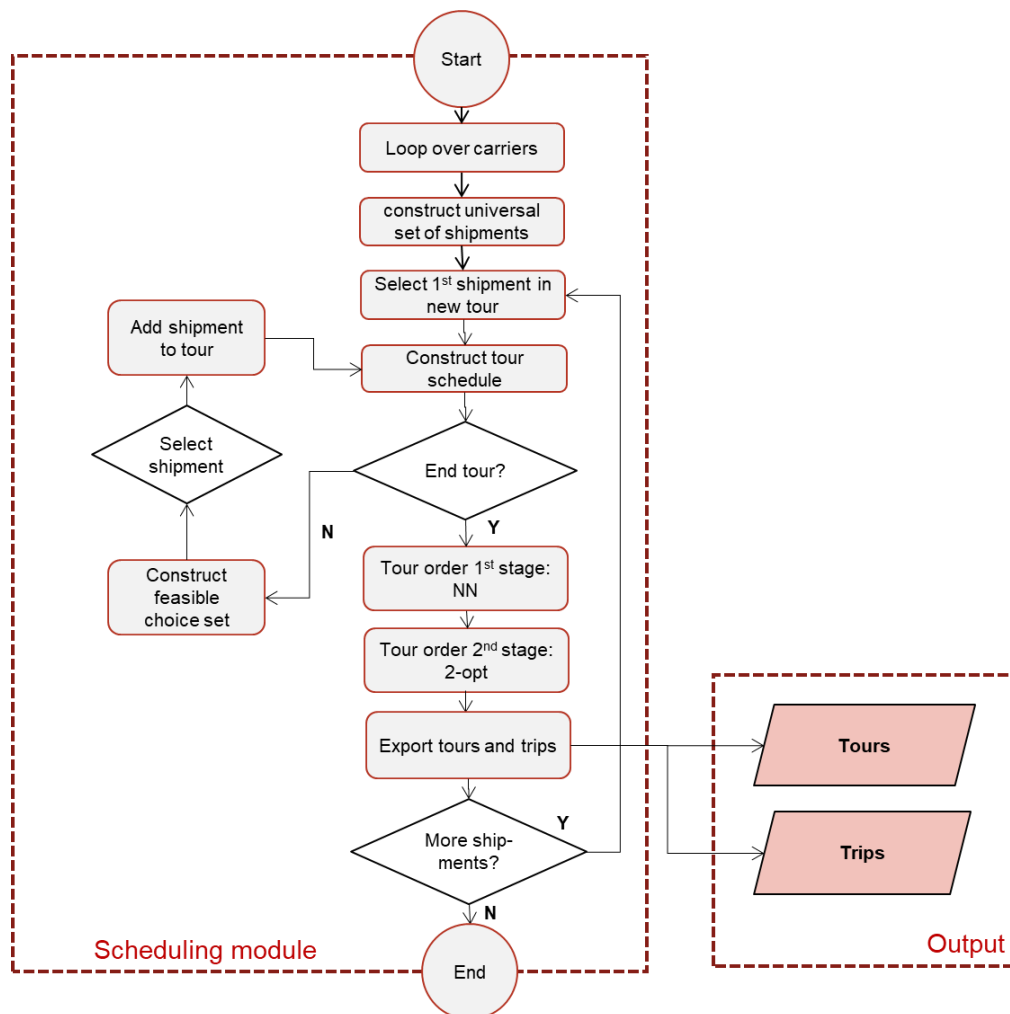 Start
Loop over carriers
construct universal
set of shipments
Select 1st shipment in
new tour
Add shipment
to tour
Construct tour
schedule
Select
shipment
End tour?
N
Y
Construct
feasible
choice set
Tour order 1st stage:
NN
Tour order 2nd stage:
2-opt
Export tours and trips
Tours
Trips
More ship-
ments?
Y
N
Scheduling module
End
Output